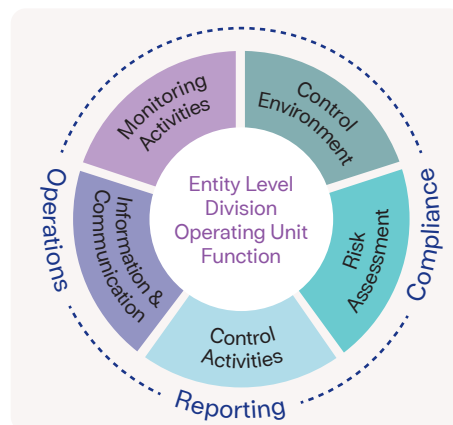 Monitoring
Activities
Control
Environment
Operations
Information &
Communication
Entity Level
Division
Operating Unit
Function
Risk
Assessment
Compliance
Control
Activities
Reporting